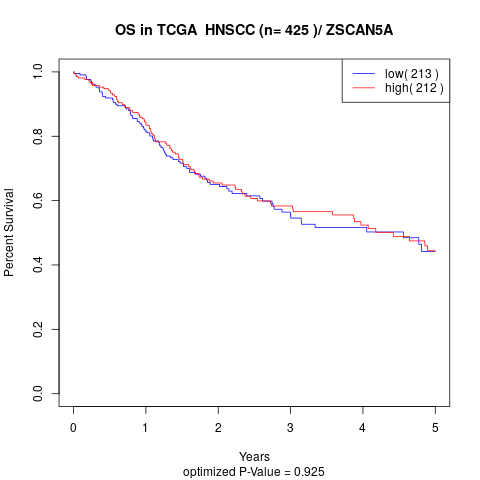 OS in TCGA  HNSCC (n= 425 )/ ZSCAN5A
low( 213 )
high( 212 )
Percent Survival
1.0
0.8
0.6
0.4
0.2
0.0
0 1 2 3 4 5
Years
optimized P-Value = 0.925